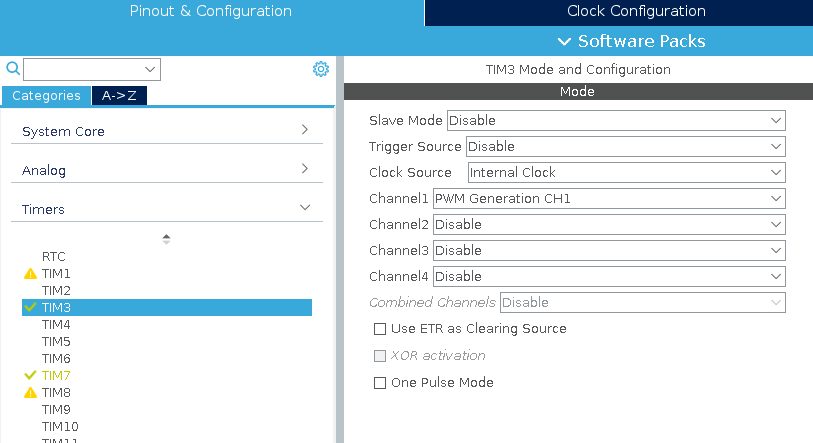 Pinout & Configuration
Clock Configuration
Software Packs
Categories
A->Z
System Core
Analog
Timers
RTC
TIM1
TIM2
TIM3
TIM4
TIM5
TIM6
TIM7
TIM8
TIM9
TIM10
TIM11
TIM3 Mode and Configuration
Mode
Slave Mode Disable
Trigger Source Disable
Clock Source Internal Clock
Channel1 PWM Generation CH1
Channel2 Disable
Channel3 Disable
Channel4 Disable
Combined Channels Disable
Use ETR as Clearing Source
XOR activation
One Pulse Mode